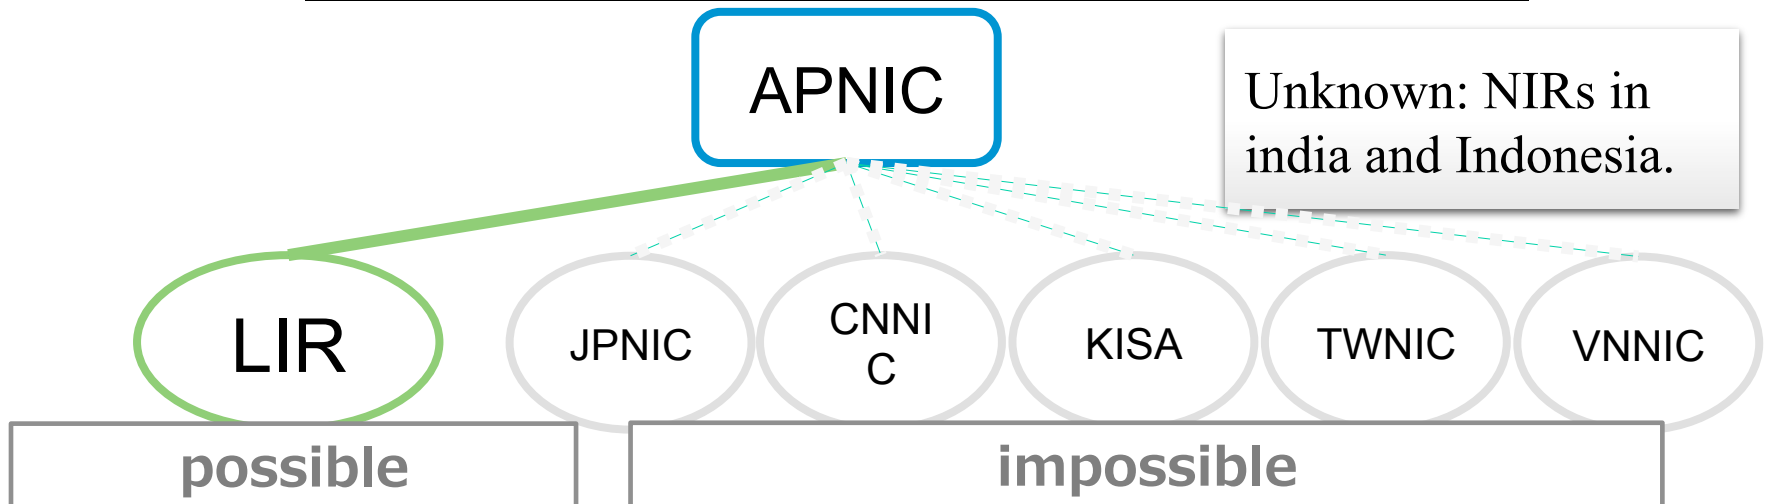 APNIC
Unknown: NIRs in
india and Indonesia.
LIR
JPNIC
CNNI
C
KISA
TWNIC
VNNIC
possible
impossible